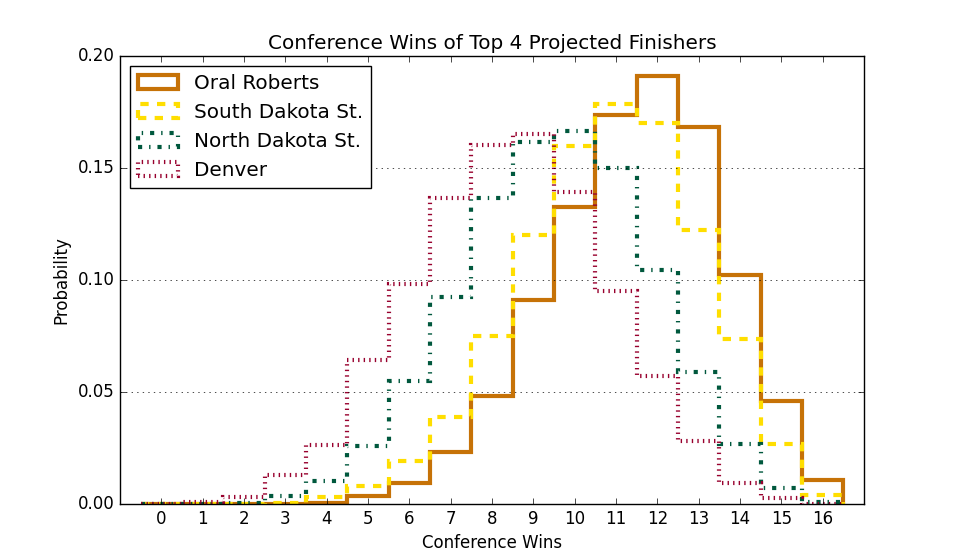 Conference Wins of Top 4 Projected Finishers
0.20
Oral Roberts
South Dakota St.
North Dakota St.
Denver
0.15
0.10
0.05
0.00
Probability
0 1 2 3 4 5 6 7 8 9 10 11 12 13 14 15 16
Conference Wins